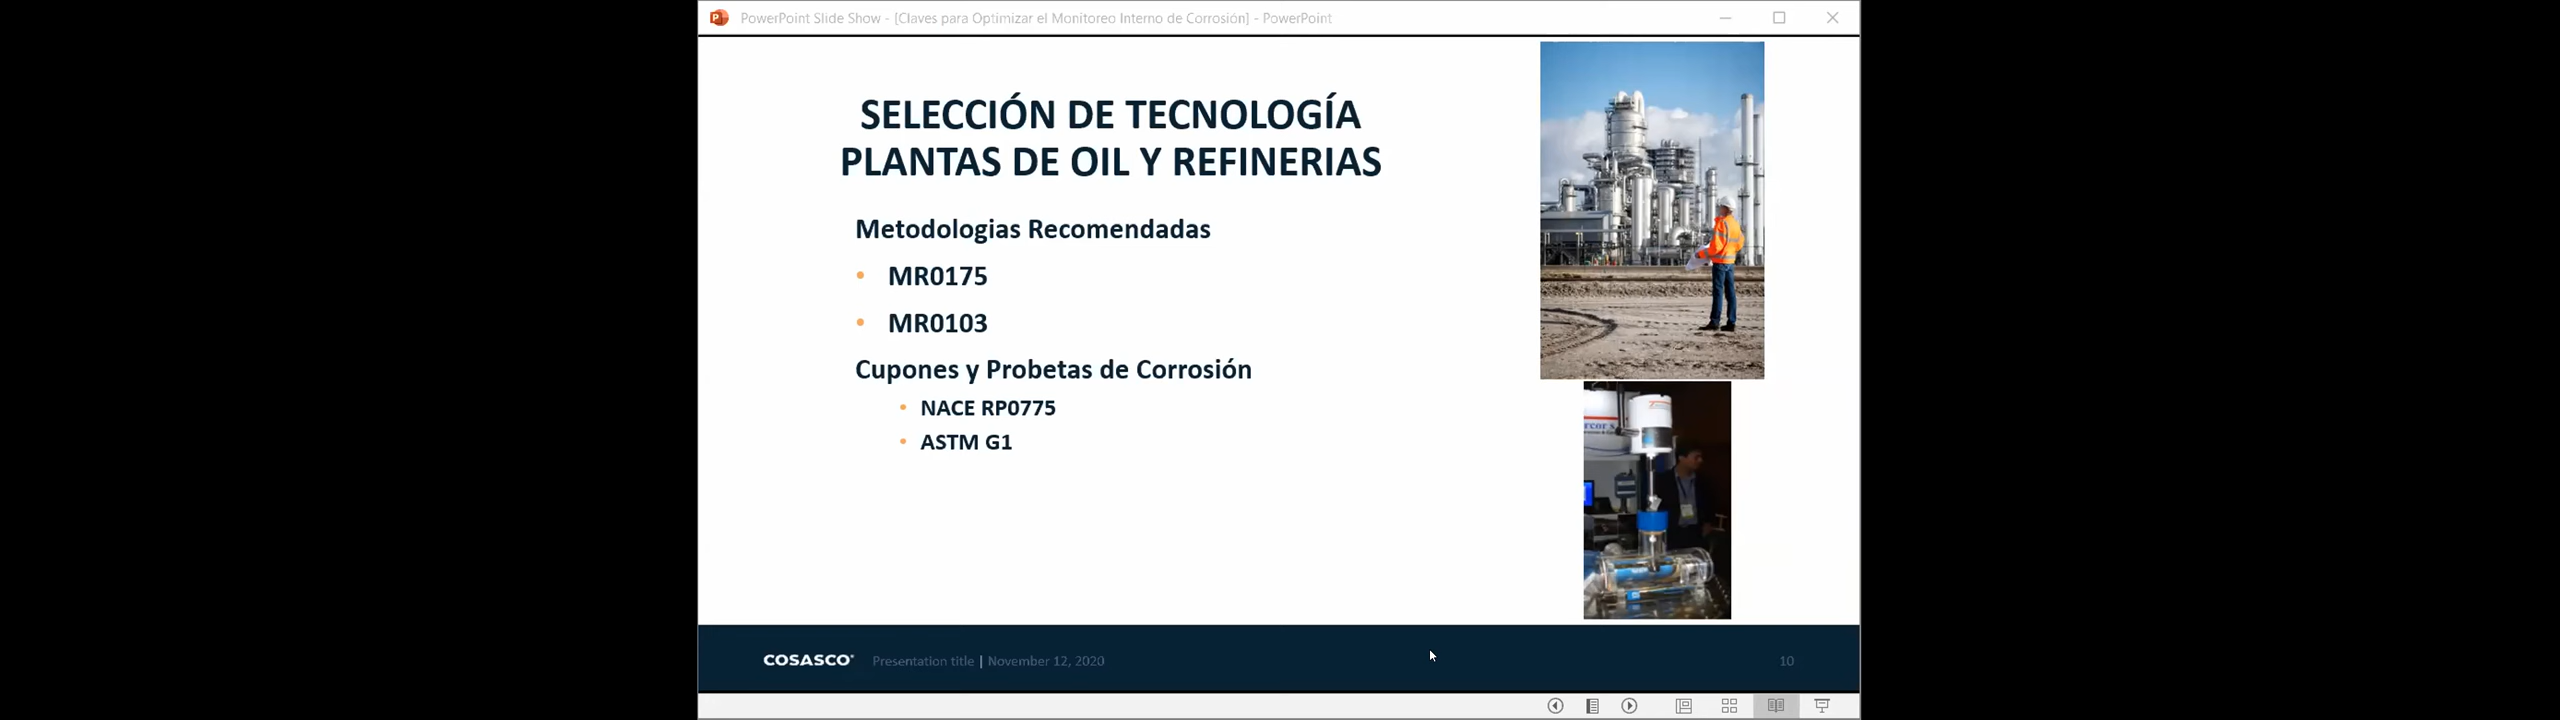 PowerPoint Slide Show - [Claves para Optimizar el Monitoreo Interno de Corrosión] - PowerPoint
SELECCIÓN DE TECNOLOGÍA
PLANTAS DE OIL Y REFINERIAS
Metodologias Recomendadas
• MR0175
• MR0103
Cupones y Probetas de Corrosión
• NACE RP0775
• ASTM G1
COSASCO® Presentation title | November 12, 2020
10